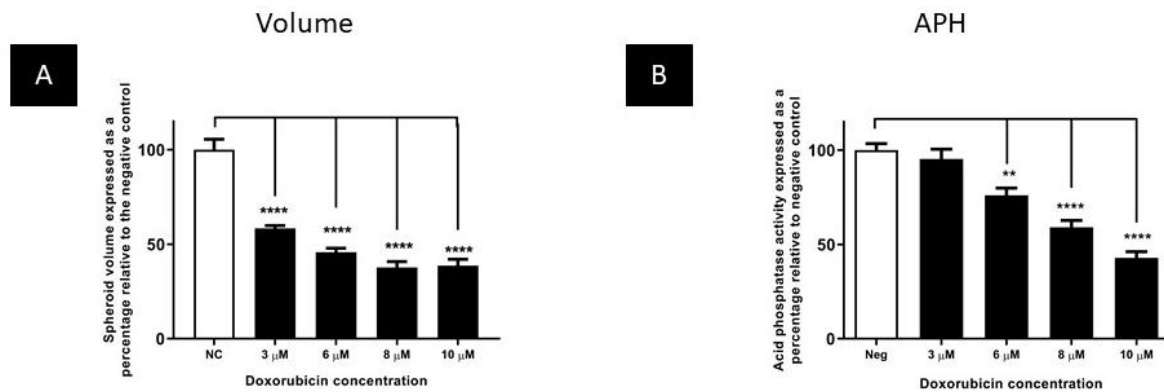 Volume
A
Spheroid volume expressed as a
percentage relative to the negative control
100
50
0
****
****
****
****
NC
3 μM
6 μM
8 μM
10 μM
Doxorubicin concentration
APH
B
Acid phosphatase activity expressed as a
percentage relative to negative control
100
50
0
**
****
****
Neg
3 μM
6 μM
8 μM
10 μM
Doxorubicin concentration